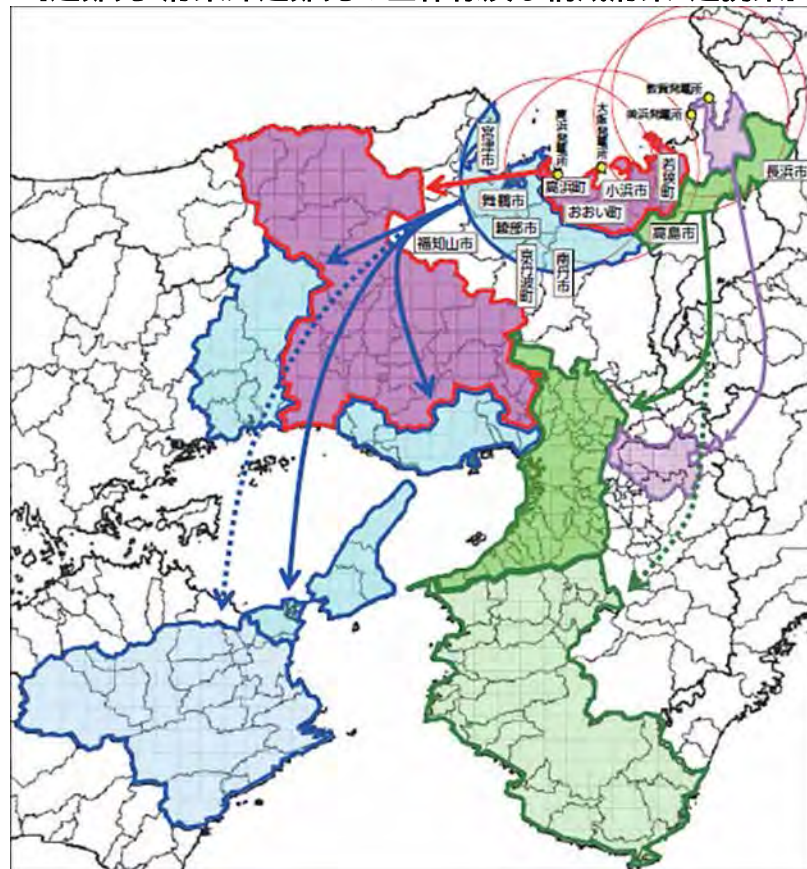 敦賀発電所
美浜発電所
大飯発電所
高浜発電所
宮津市
若狭町
長浜市
高浜町
小浜市
舞鶴市
おおい町
綾部市
高島市
福知山市
京丹波町
南丹市